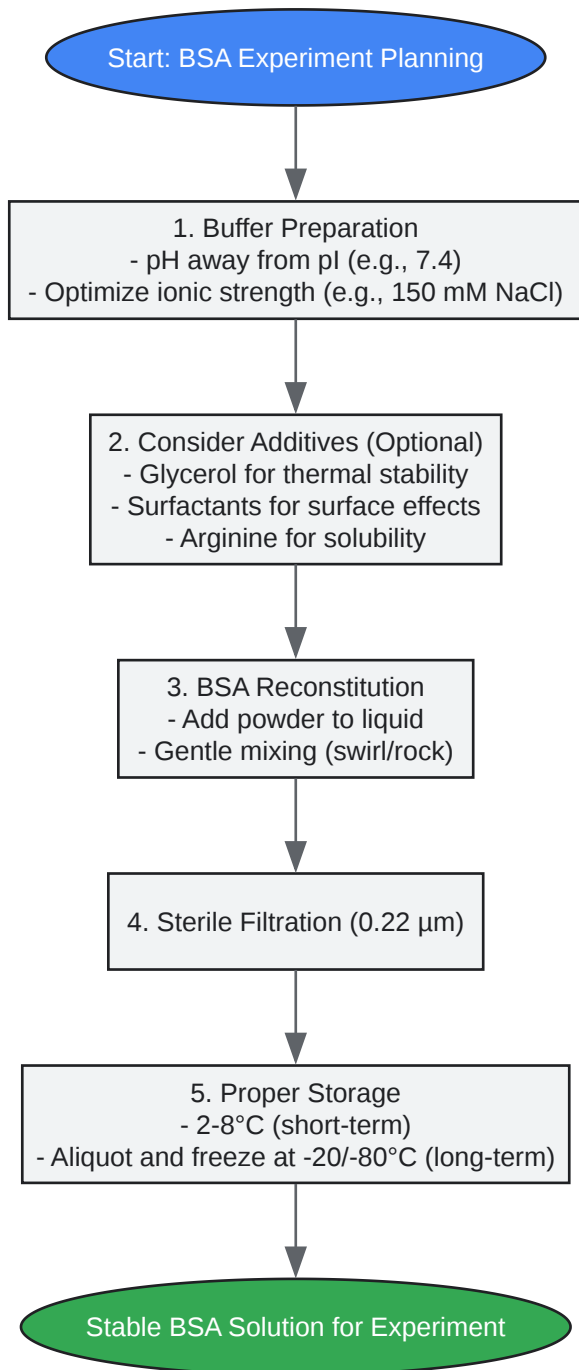 Start: BSA Experiment Planning
1. Buffer Preparation
- pH away from pI (e.g., 7.4)
- Optimize ionic strength (e.g., 150 mM NaCl)
2. Consider Additives (Optional)
- Glycerol for thermal stability
- Surfactants for surface effects
- Arginine for solubility
3. BSA Reconstitution
- Add powder to liquid
- Gentle mixing (swirl/rock)
4. Sterile Filtration (0.22 µm)
5. Proper Storage
- 2-8°C (short-term)
- Aliquot and freeze at -20/-80°C (long-term)
Stable BSA Solution for Experiment